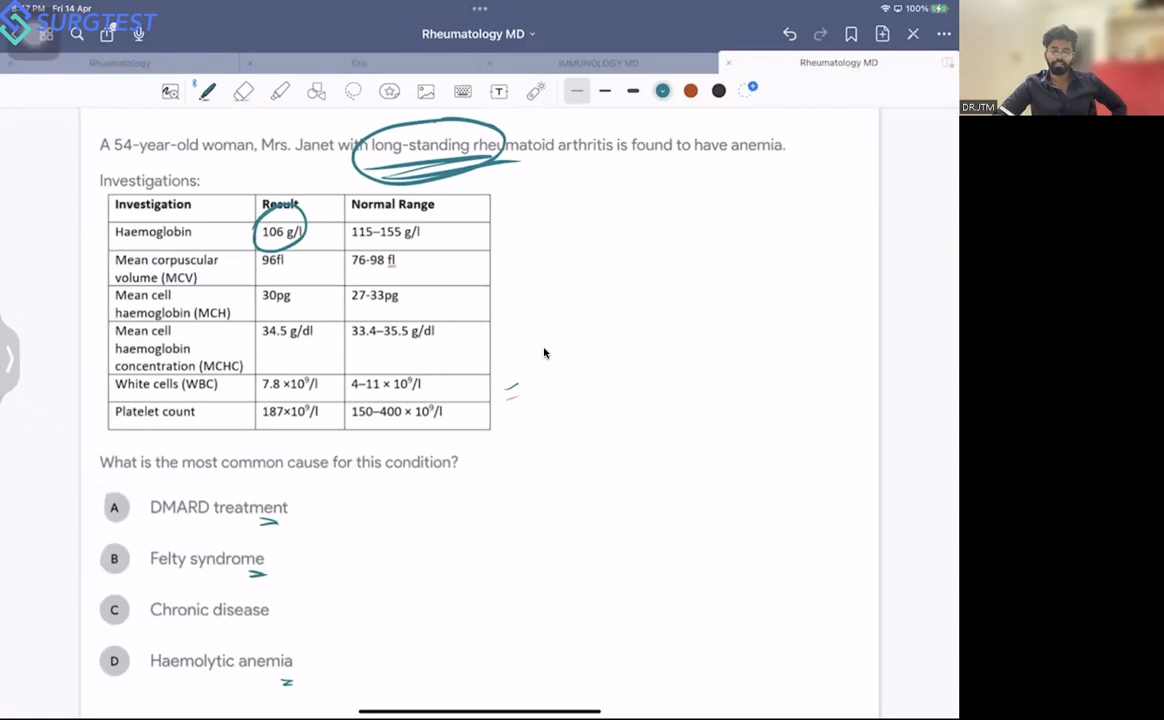 8:17 PM Fri 14 Apr
100%
SURGTEST
Rheumatology MD
Rheumatology
Cns
IMMUNOLOGY MD
Rheumatology MD
DR.JTM
A 54-year-old woman, Mrs. Janet with long-standing rheumatoid arthritis is found to have anemia.
Investigations:
Investigation Result Normal Range
Haemoglobin 106 g/l 115–155 g/l
Mean corpuscular 96fl 76-98 fl
volume (MCV)
Mean cell 30pg 27-33pg
haemoglobin (MCH)
Mean cell 34.5 g/dl 33.4–35.5 g/dl
haemoglobin
concentration (MCHC)
White cells (WBC) 7.8 ×10⁹/l 4–11 × 10⁹/l
Platelet count 187×10⁹/l 150–400 × 10⁹/l
What is the most common cause for this condition?
A DMARD treatment
B Felty syndrome
C Chronic disease
D Haemolytic anemia